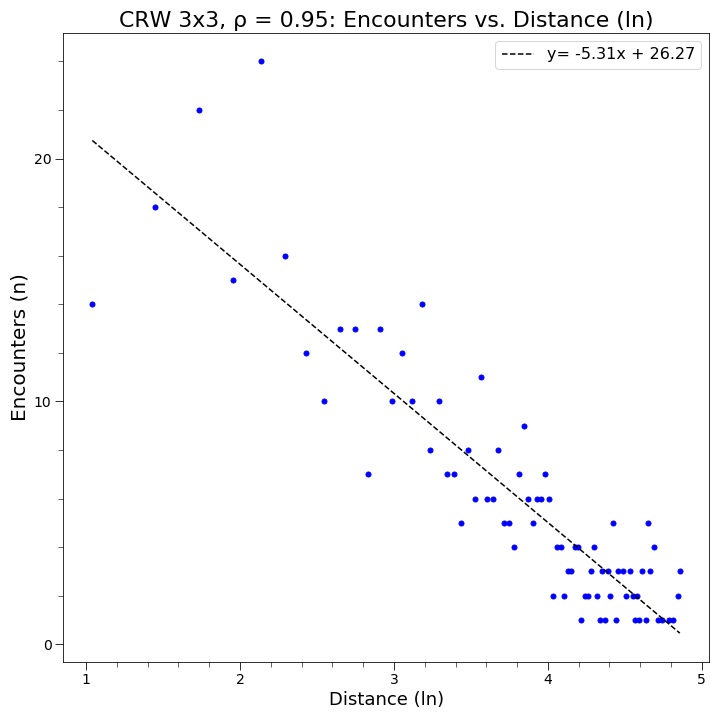 CRW 3x3, ρ = 0.95: Encounters vs. Distance (ln)
y= -5.31x + 26.27
Encounters (n)
20
10
0
1 2 3 4 5
Distance (ln)